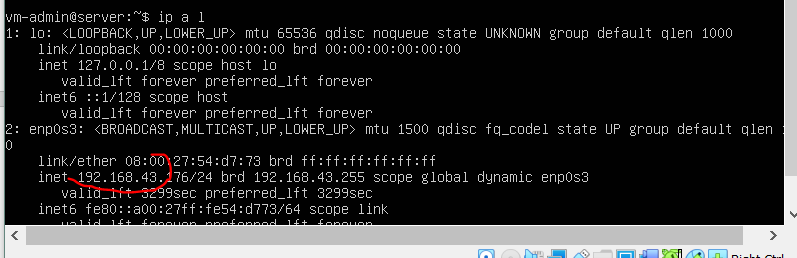 vm-admin@server:~$ ip a l
1: lo: <LOOPBACK,UP,LOWER_UP> mtu 65536 qdisc noqueue state UNKNOWN group default qlen 1000
link/loopback 00:00:00:00:00:00 brd 00:00:00:00:00:00
inet 127.0.0.1/8 scope host lo
valid_lft forever preferred_lft forever
inet6 ::1/128 scope host
valid_lft forever preferred_lft forever
2: enp0s3: <BROADCAST,MULTICAST,UP,LOWER_UP> mtu 1500 qdisc fq_codel state UP group default qlen
0
link/ether 08:00:27:54:d7:73 brd ff:ff:ff:ff:ff:ff
inet 192.168.43.176/24 brd 192.168.43.255 scope global dynamic enp0s3
valid_lft 3299sec preferred_lft 3299sec
inet6 fe80::a00:27ff:fe54:d773/64 scope link
valid_lft forever preferred_lft forever
Right Ctrl